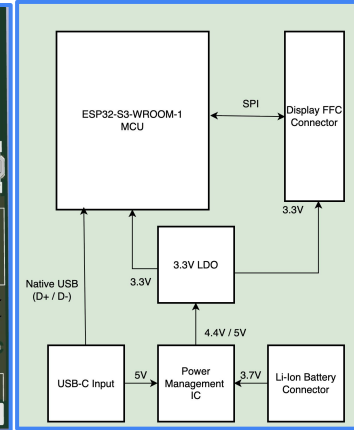 ESP32-S3-WROOM-1
MCU
SPI
Display FFC
Connector
3.3V
3.3V LDO
3.3V
Native USB
(D+ / D-)
4.4V / 5V
USB-C Input
5V
Power
Management
IC
3.7V
Li-Ion Battery
Connector